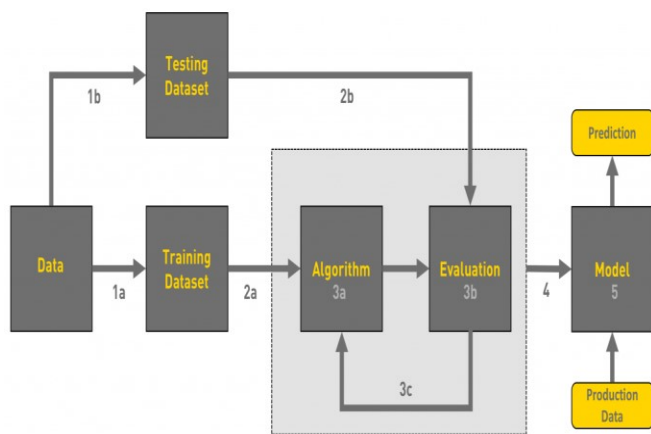 Testing
Dataset
1b
2b
Prediction
Data
Training
Dataset
Algorithm
3a
Evaluation
3b
Model
5
1a
2a
4
3c
Production
Data